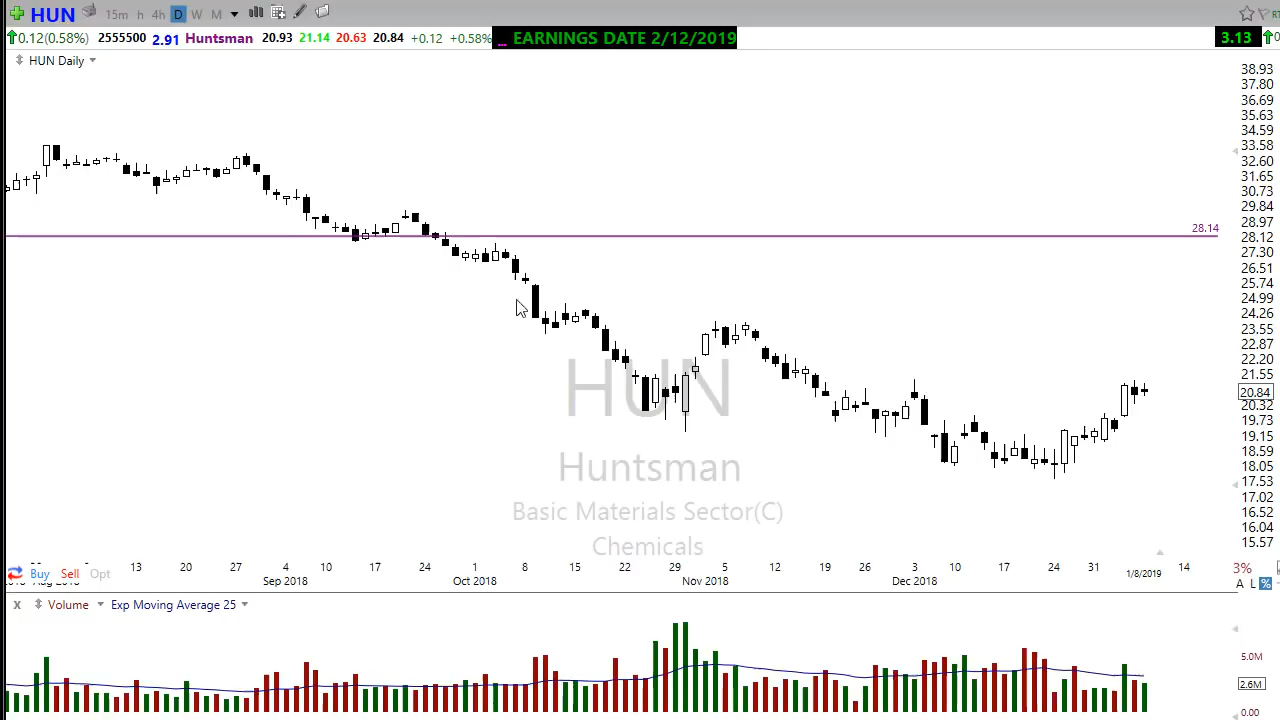 HUN 15m h 4h D W M
0.12(0.58%) 2555500 2.91 Huntsman 20.93 21.14 20.63 20.84 +0.12 +0.58% _ EARNINGS DATE 2/12/2019 3.13
HUN Daily
38.93
37.80
36.69
35.63
34.59
33.58
32.60
31.65
30.73
29.84
28.97
28.14
28.12
27.30
26.51
25.74
24.99
24.26
23.55
22.87
22.20
21.55
20.84
20.32
19.73
19.15
18.59
18.05
17.53
17.02
16.52
16.04
15.57
HUN
Huntsman
Basic Materials Sector(C)
Chemicals
13 20 27 4 10 17 24 1 8 15 22 29 5 12 19 26 3 10 17 24 31 14
Buy Sell Opt
Sep 2018 Oct 2018 Nov 2018 Dec 2018 1/8/2019
3%
A L %
X Volume Exp Moving Average 25
5.0M
2.6M
0.00